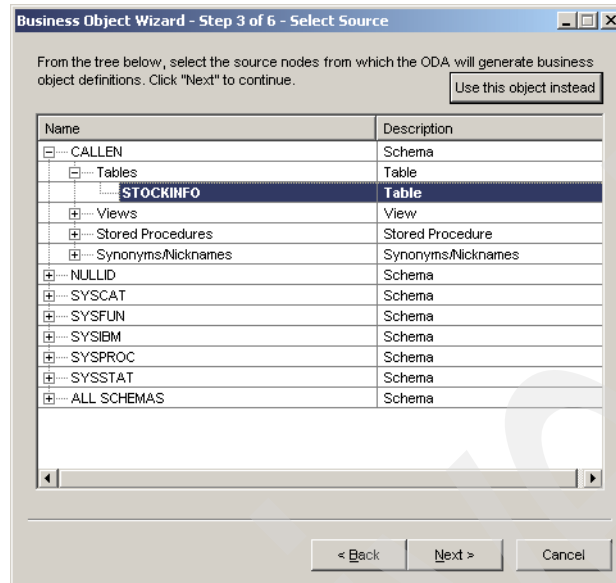 Business Object Wizard - Step 3 of 6 - Select Source
From the tree below, select the source nodes from which the ODA will generate business
object definitions. Click "Next" to continue.
Use this object instead
Name Description
CALLEN Schema
Tables Table
STOCKINFO Table
Views View
Stored Procedures Stored Procedure
Synonyms/Nicknames Synonyms/Nicknames
NULLID Schema
SYSCAT Schema
SYSFUN Schema
SYSIBM Schema
SYSPROC Schema
SYSSTAT Schema
ALL SCHEMAS Schema
< Back Next > Cancel